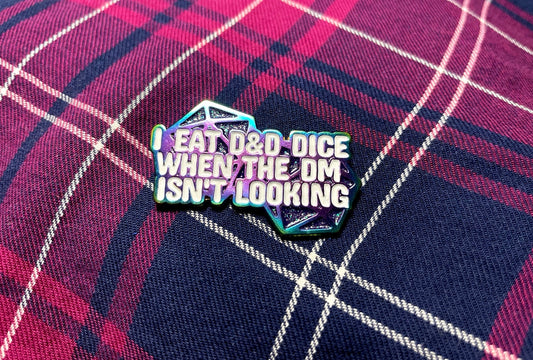 I EAT D&D DICE
WHEN THE DM
ISN'T LOOKING